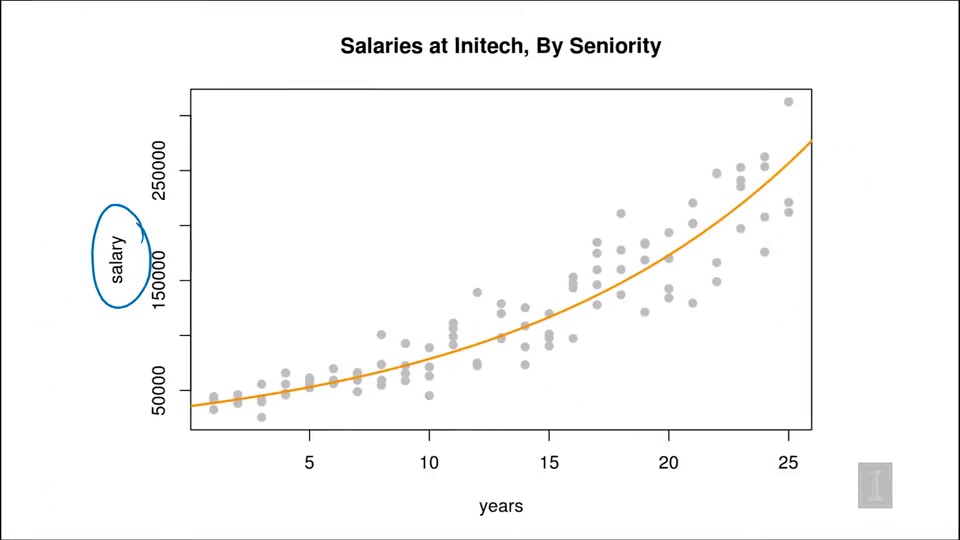 Salaries at Initech, By Seniority
250000
150000
50000
salary
5 10 15 20 25
years
I